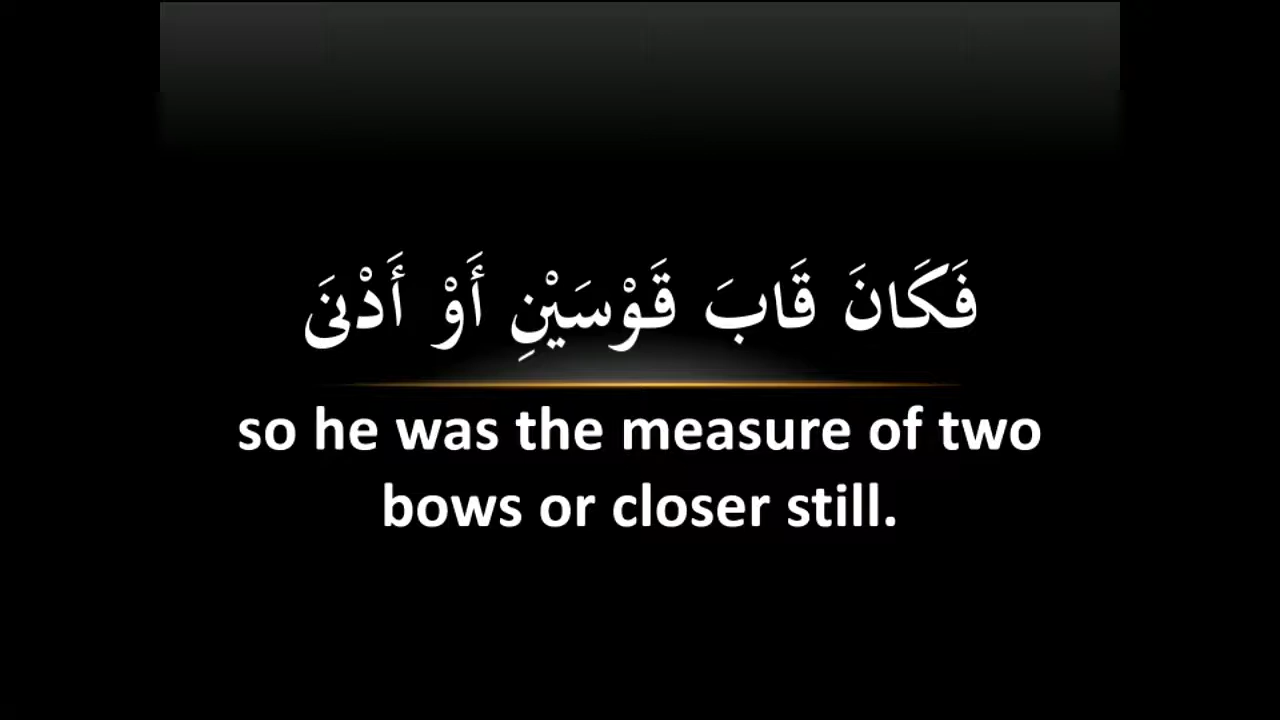 فَكَانَ قَابَ قَوْسَيْنِ أَوْ أَدْنَىَ
so he was the measure of two
bows or closer still.